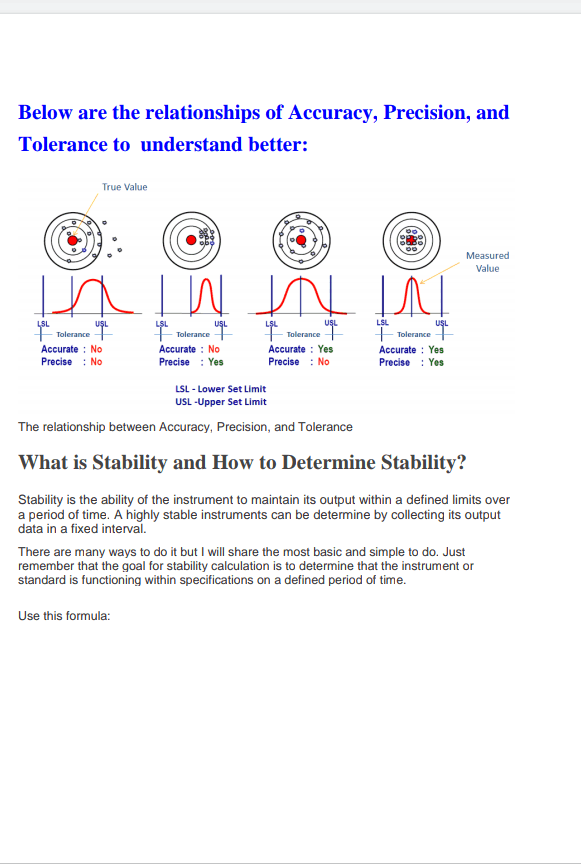 Below are the relationships of Accuracy, Precision, and
Tolerance to understand better:
True Value
Measured
Value
LSL USL LSL USL LSL USL LSL USL
Tolerance Tolerance Tolerance Tolerance
Accurate : No Accurate : No Accurate : Yes Accurate : Yes
Precise : No Precise : Yes Precise : No Precise : Yes
LSL - Lower Set Limit
USL -Upper Set Limit
The relationship between Accuracy, Precision, and Tolerance
What is Stability and How to Determine Stability?
Stability is the ability of the instrument to maintain its output within a defined limits over
a period of time. A highly stable instruments can be determine by collecting its output
data in a fixed interval.
There are many ways to do it but I will share the most basic and simple to do. Just
remember that the goal for stability calculation is to determine that the instrument or
standard is functioning within specifications on a defined period of time.
Use this formula: